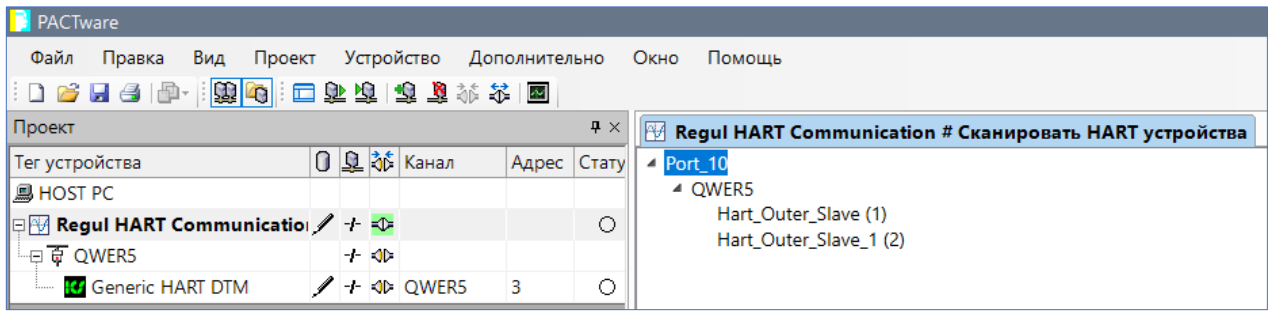 PACTware
Файл Правка Вид Проект Устройство Дополнительно Окно Помощь
Проект
Тег устройства Канал Адрес Стату
HOST PC
Regul HART Communicatio
QWER5
Generic HART DTM QWER5 3
Regul HART Communication # Сканировать HART устройства
Port_10
QWER5
Hart_Outer_Slave (1)
Hart_Outer_Slave_1 (2)